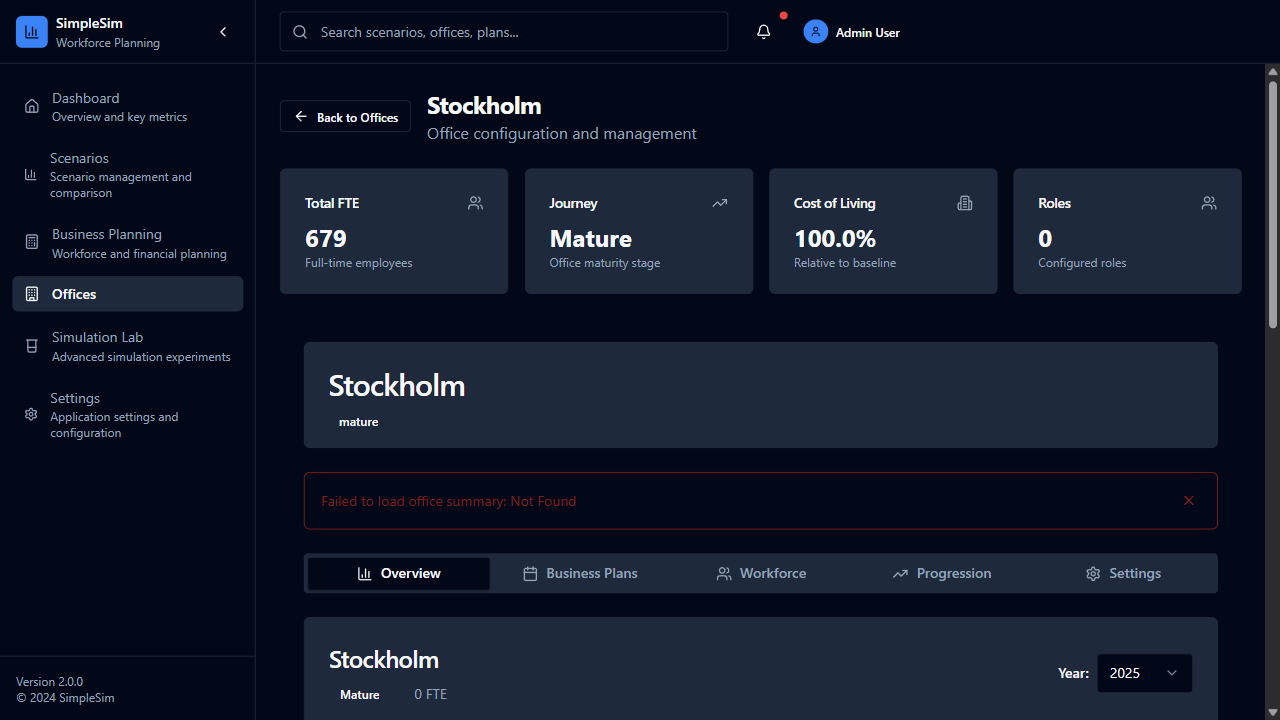 SimpleSim
Workforce Planning
Search scenarios, offices, plans...
Admin User
Dashboard
Overview and key metrics
Scenarios
Scenario management and
comparison
Business Planning
Workforce and financial planning
Offices
Simulation Lab
Advanced simulation experiments
Settings
Application settings and
configuration
Version 2.0.0
© 2024 SimpleSim
Back to Offices
Stockholm
Office configuration and management
Total FTE
679
Full-time employees
Journey
Mature
Office maturity stage
Cost of Living
100.0%
Relative to baseline
Roles
0
Configured roles
Stockholm
mature
Failed to load office summary: Not Found
Overview
Business Plans
Workforce
Progression
Settings
Stockholm
Mature
0 FTE
Year:
2025